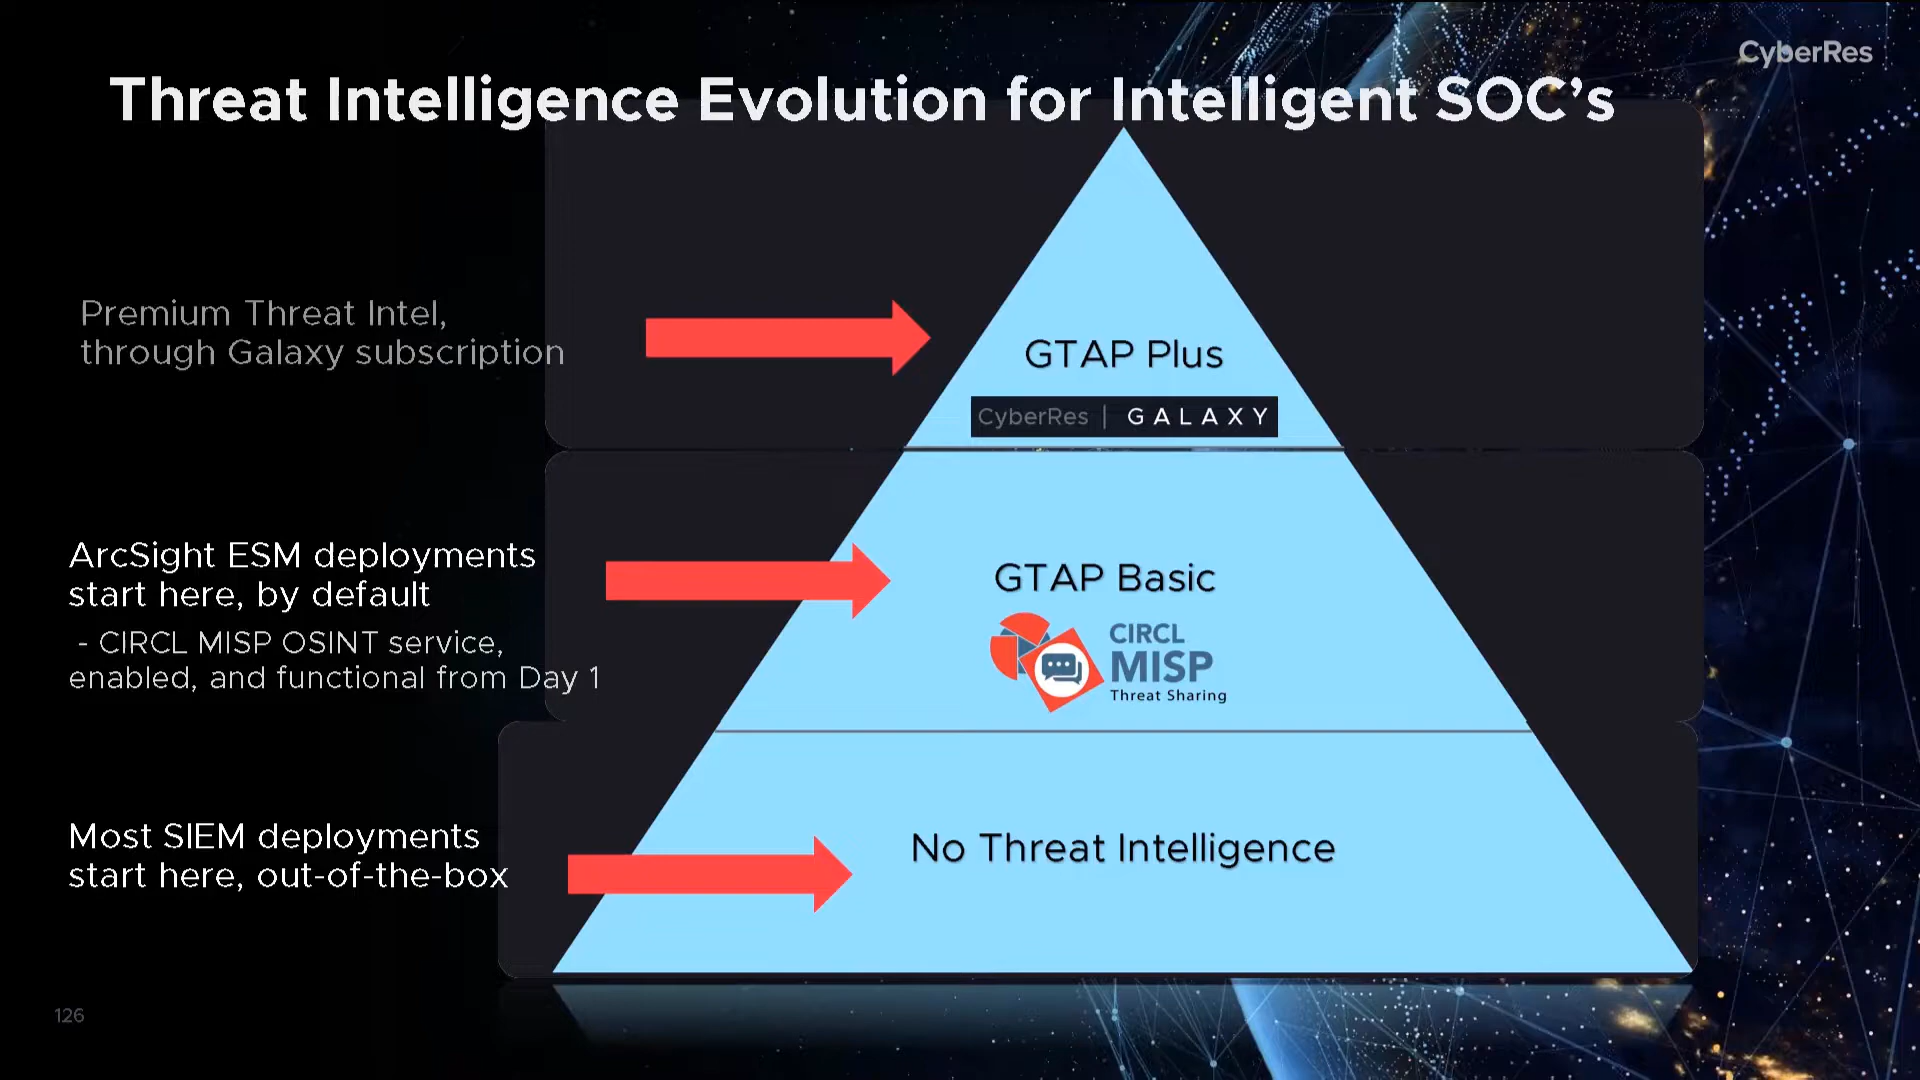 CyberRes
Threat Intelligence Evolution for Intelligent SOC’s
Premium Threat Intel,
through Galaxy subscription
GTAP Plus
CyberRes | GALAXY
ArcSight ESM deployments
start here, by default
- CIRCL MISP OSINT service,
enabled, and functional from Day 1
GTAP Basic
CIRCL
MISP
Threat Sharing
Most SIEM deployments
start here, out-of-the-box
No Threat Intelligence
126